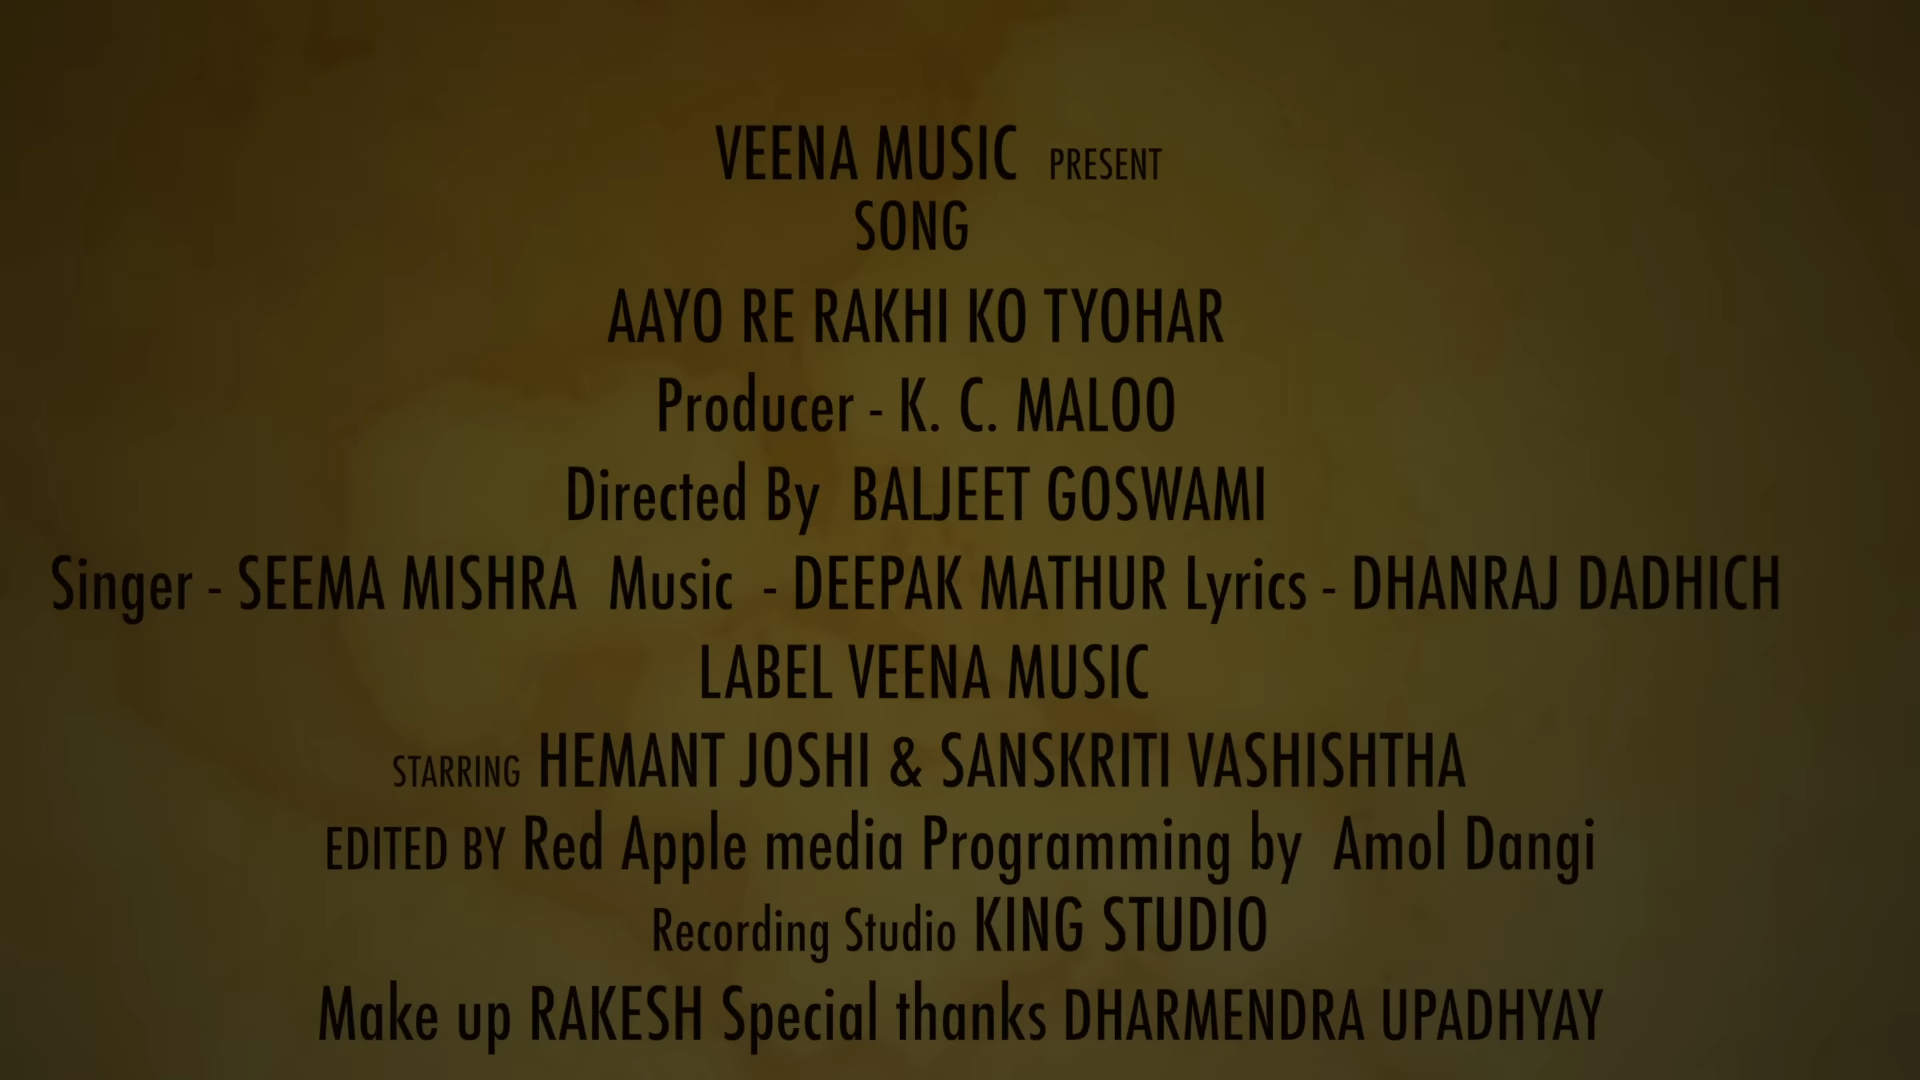 VEENA MUSIC PRESENT
SONG
AAYO RE RAKHI KO TYOHAR
Producer - K. C. MALOO
Directed By BALJEET GOSWAMI
Singer - SEEMA MISHRA Music - DEEPAK MATHUR Lyrics - DHANRAJ DADHICH
LABEL VEENA MUSIC
STARRING HEMANT JOSHI & SANSKRITI VASHISHTHA
EDITED BY Red Apple media Programming by Amol Dangi
Recording Studio KING STUDIO
Make up RAKESH Special thanks DHARMENDRA UPADHYAY